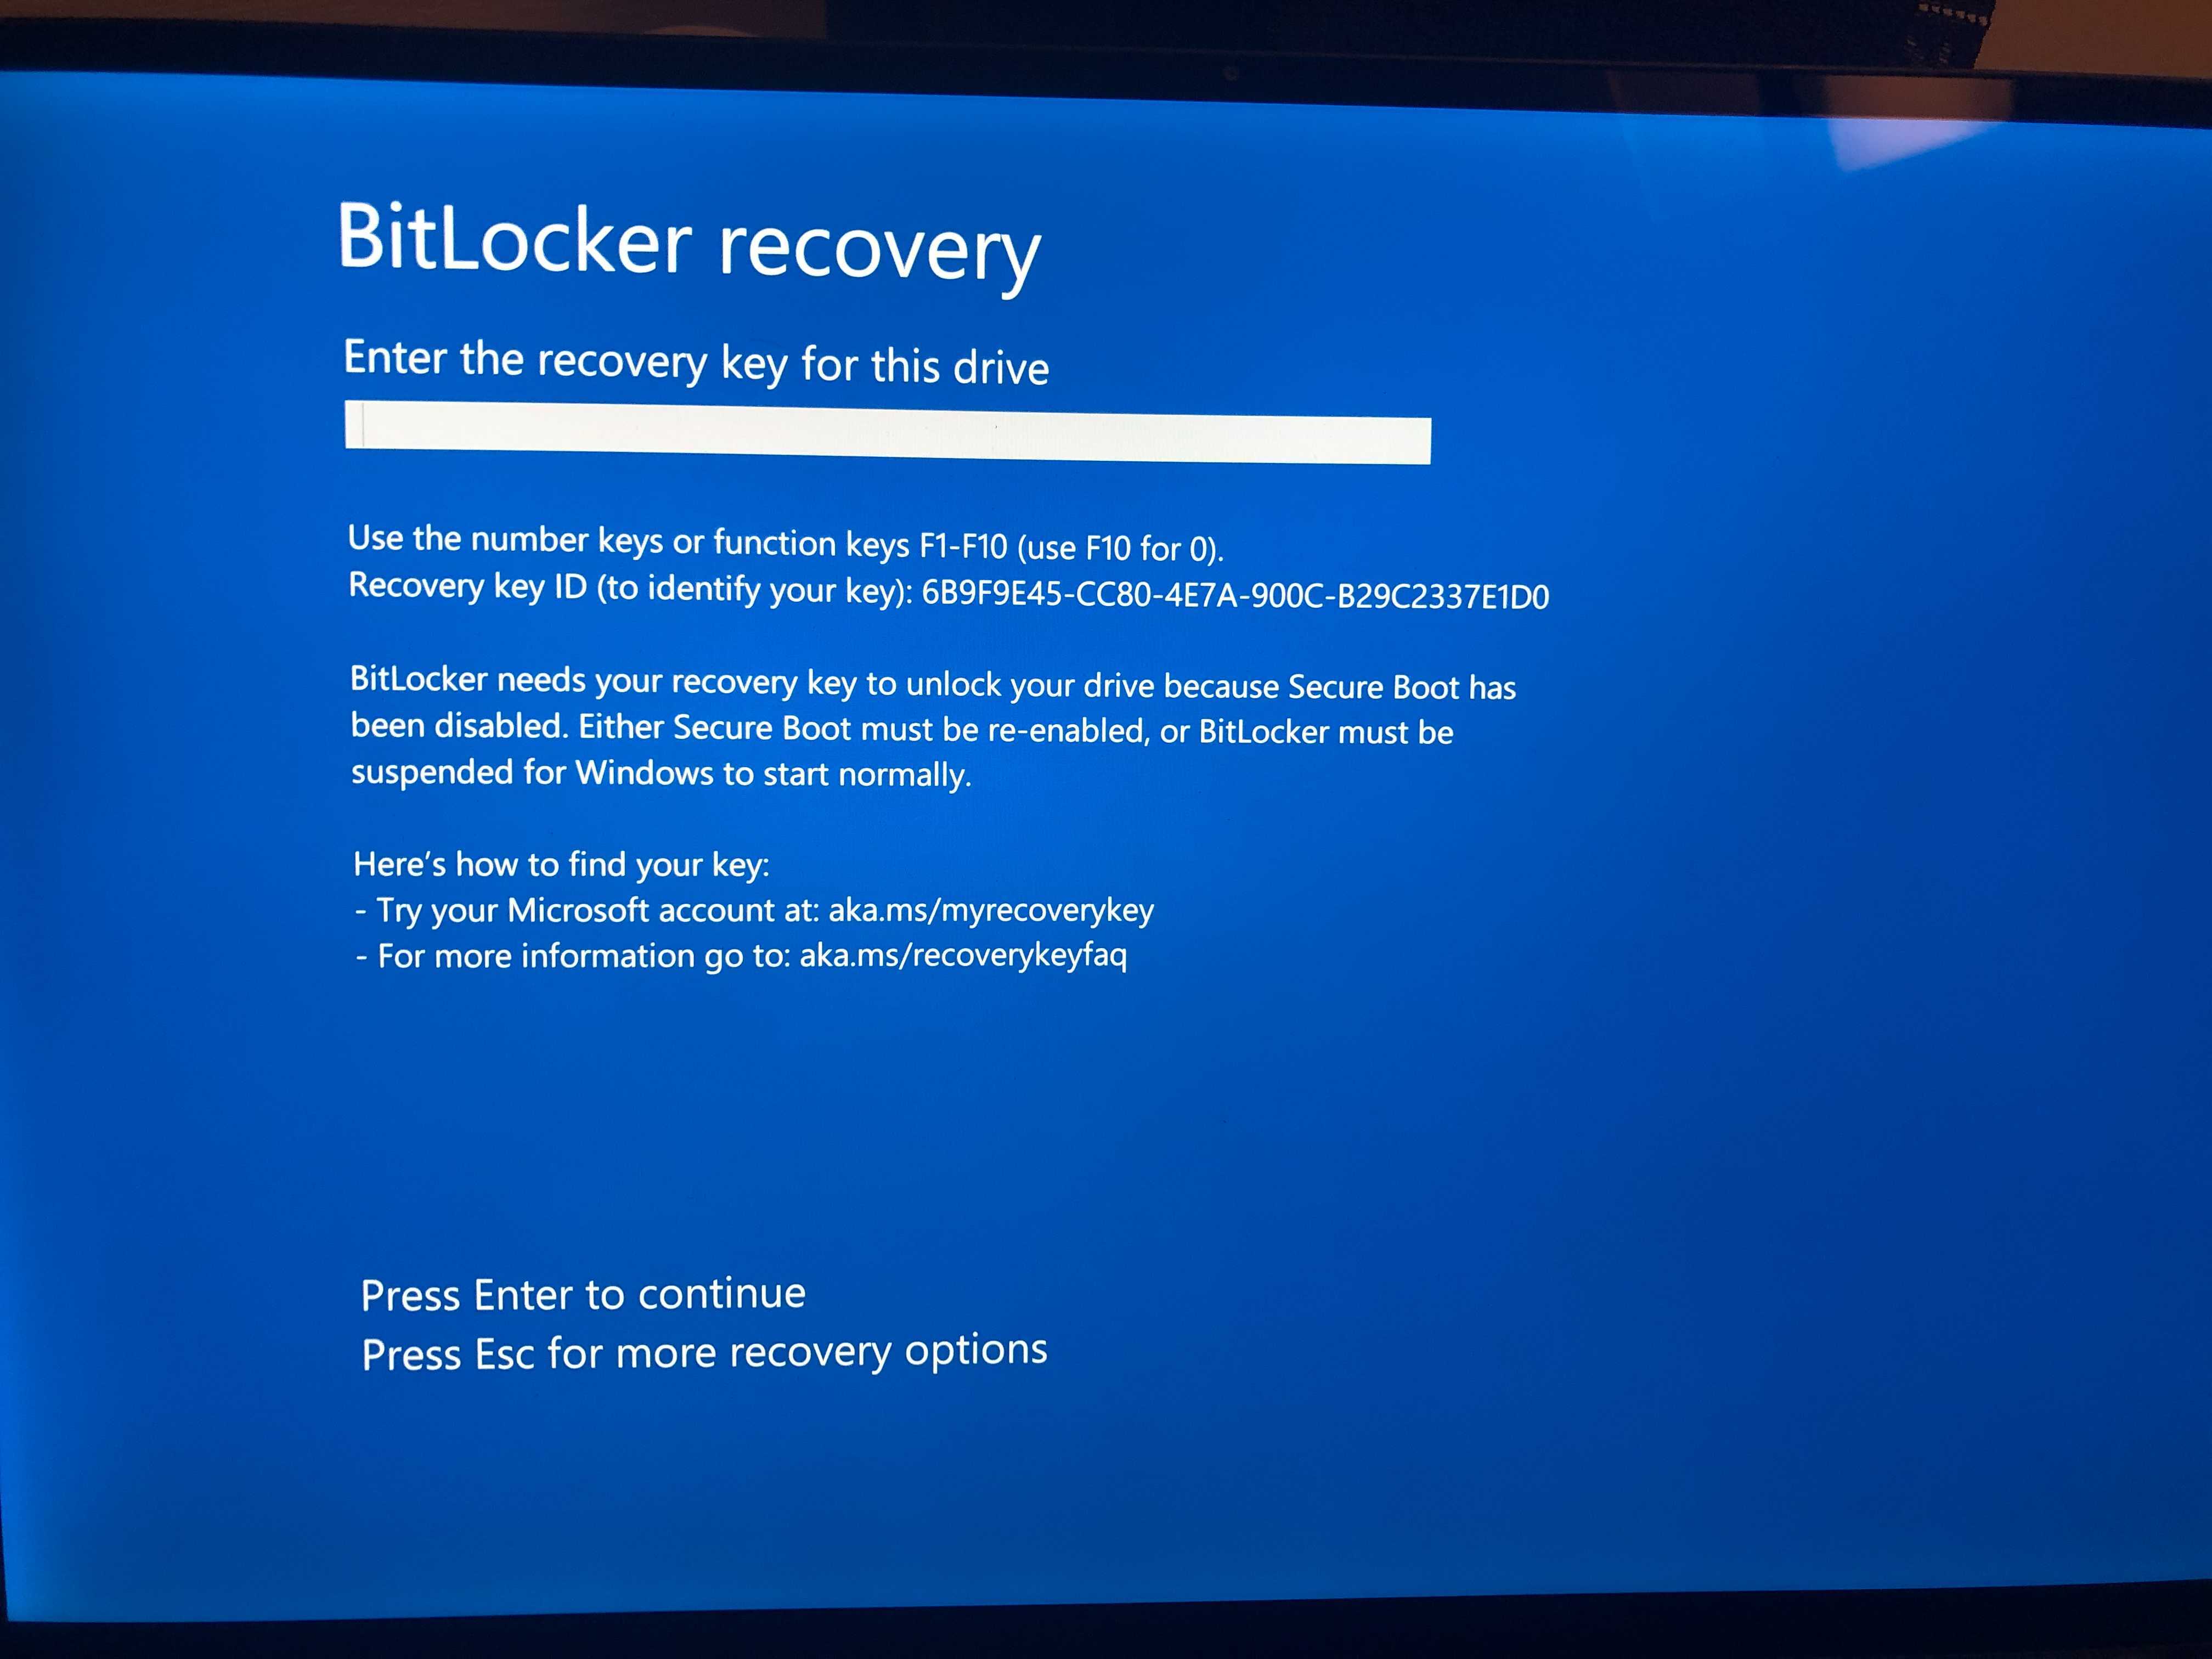 BitLocker recovery
Enter the recovery key for this drive
Use the number keys or function keys F1-F10 (use F10 for 0).
Recovery key ID (to identify your key): 6B9F9E45-CC80-4E7A-900C-B29C2337E1D0
BitLocker needs your recovery key to unlock your drive because Secure Boot has
been disabled. Either Secure Boot must be re-enabled, or BitLocker must be
suspended for Windows to start normally.
Here’s how to find your key:
- Try your Microsoft account at: aka.ms/myrecoverykey
- For more information go to: aka.ms/recoverykeyfaq
Press Enter to continue
Press Esc for more recovery options